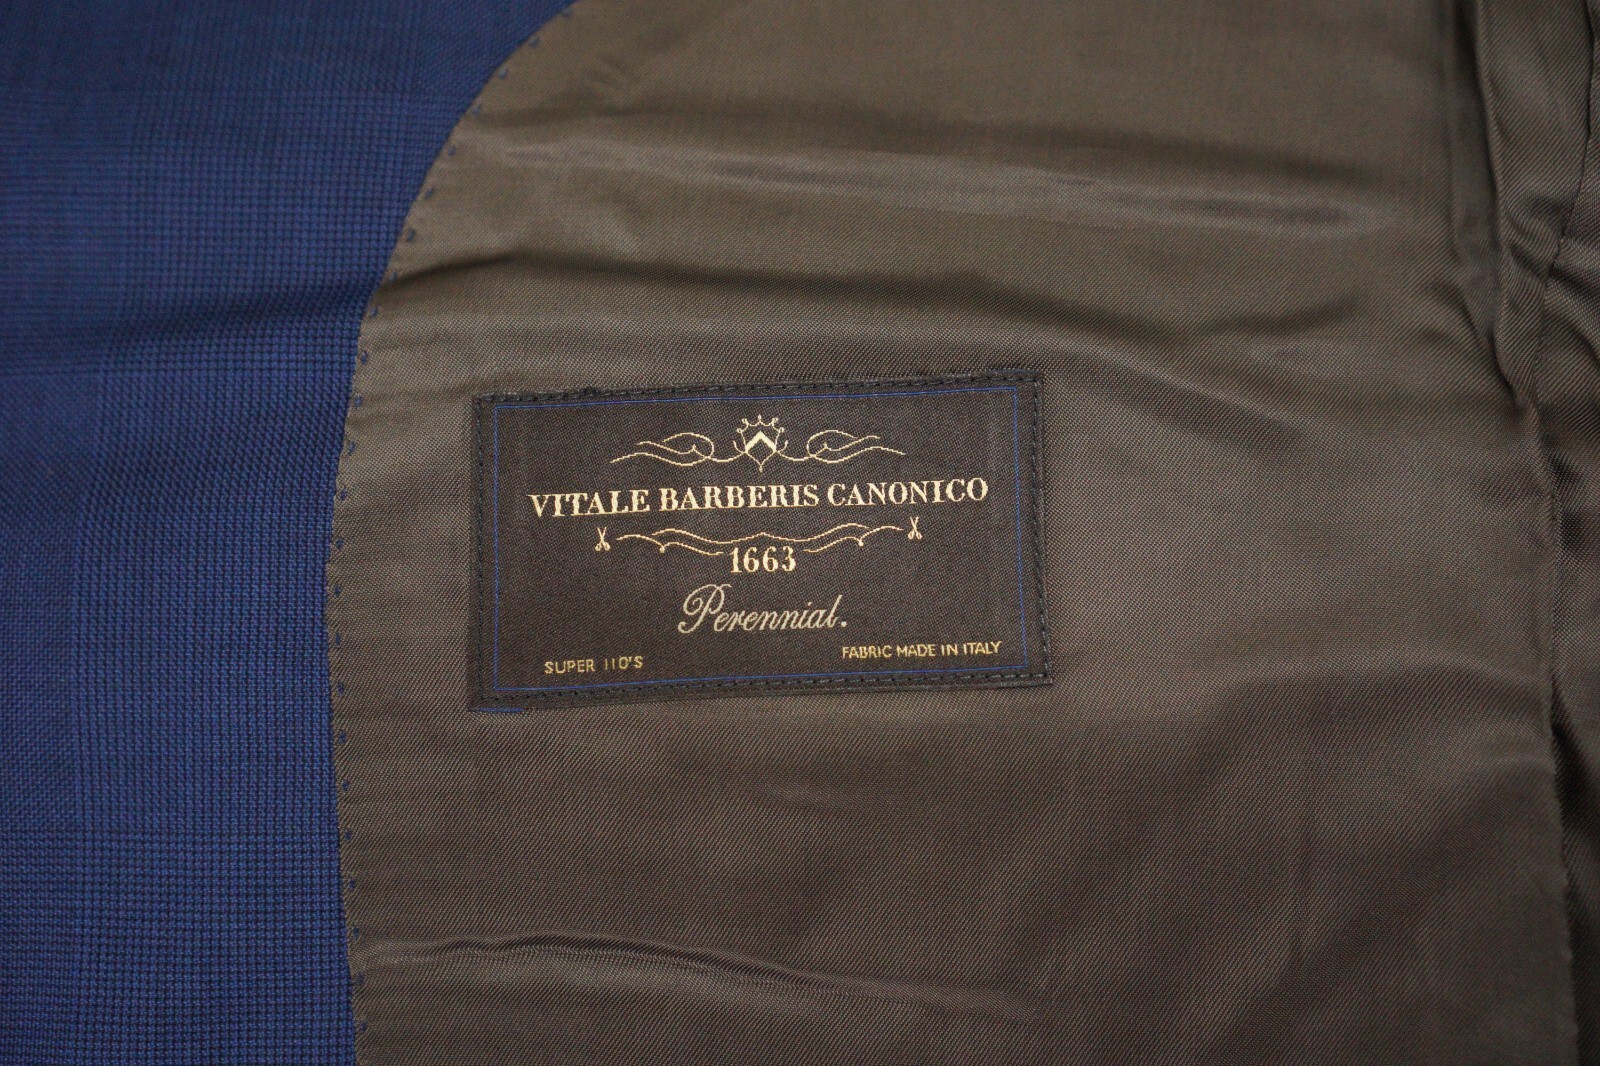 VITALE BARBERIS CANONICO
1663
Perennial.
SUPER 110'S
FABRIC MADE IN ITALY